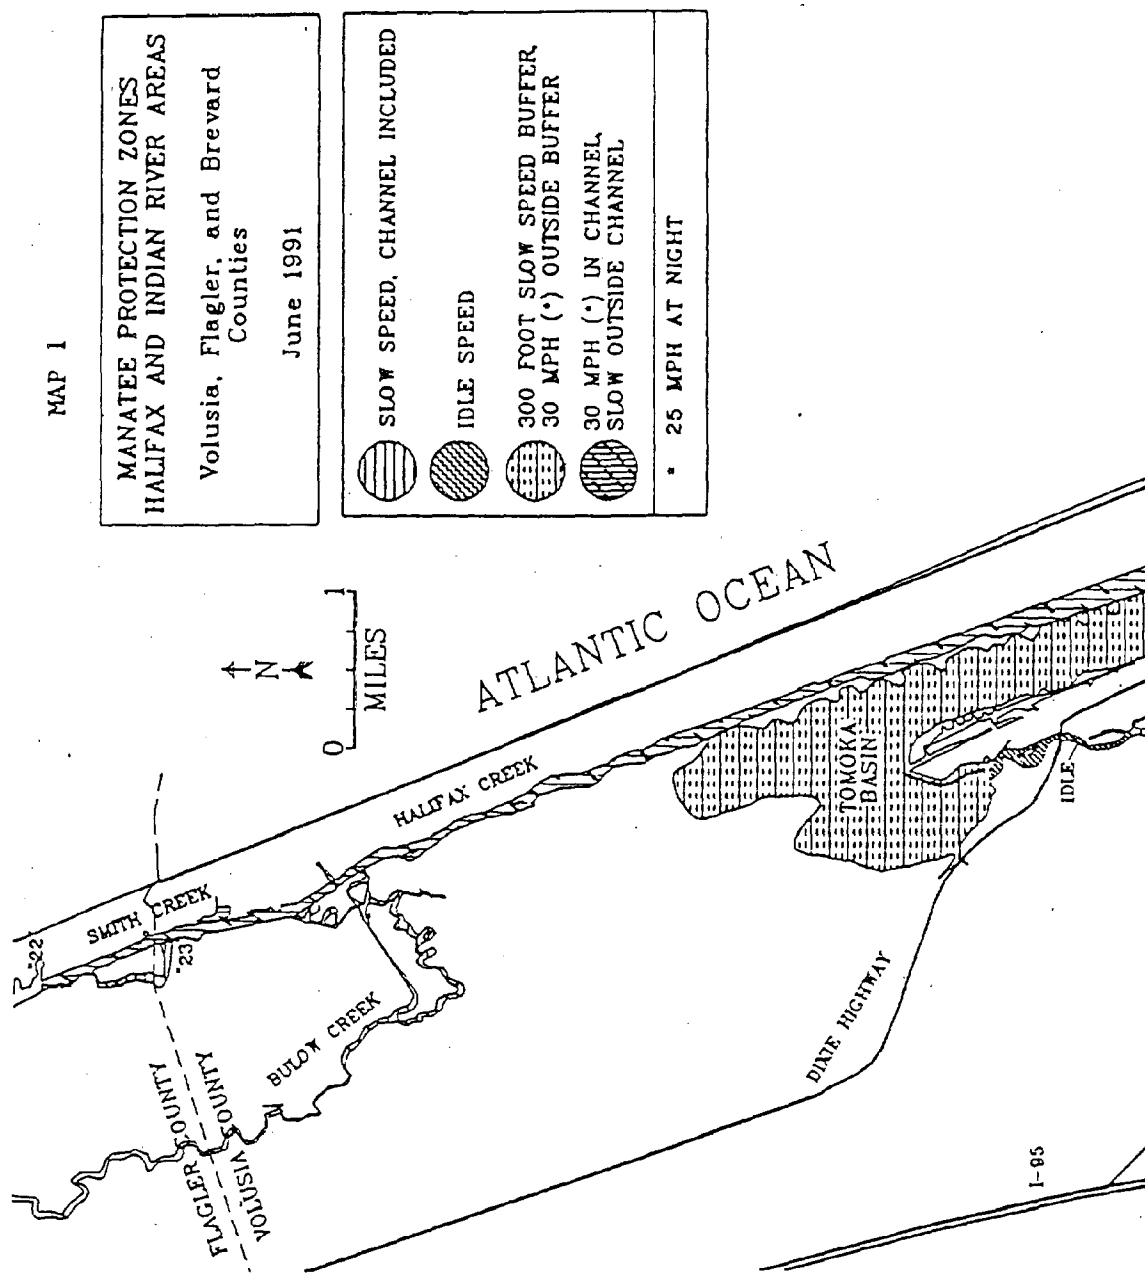 MAP 1
MANATEE PROTECTION ZONES
HALIFAX AND INDIAN RIVER AREAS
Volusia, Flagler, and Brevard
Counties
June 1991
SLOW SPEED, CHANNEL INCLUDED
IDLE SPEED
300 FOOT SLOW SPEED BUFFER,
30 MPH (*) OUTSIDE BUFFER
30 MPH (*) IN CHANNEL,
SLOW OUTSIDE CHANNEL
* 25 MPH AT NIGHT
N
0 1
MILES
ATLANTIC OCEAN
"22
SMITH CREEK
"23
HALIFAX CREEK
FLAGLER COUNTY
VOLUSIA COUNTY
BULOW CREEK
TOMOKA
BASIN
IDLE
DIXIE HIGHWAY
I-95